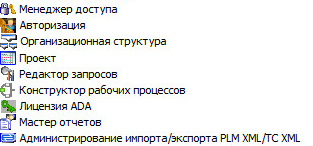 Менеджер доступа
Авторизация
Организационная структура
Проект
Редактор запросов
Конструктор рабочих процессов
Лицензия ADA
Мастер отчетов
Администрирование импорта/экспорта PLM XML/TC XML